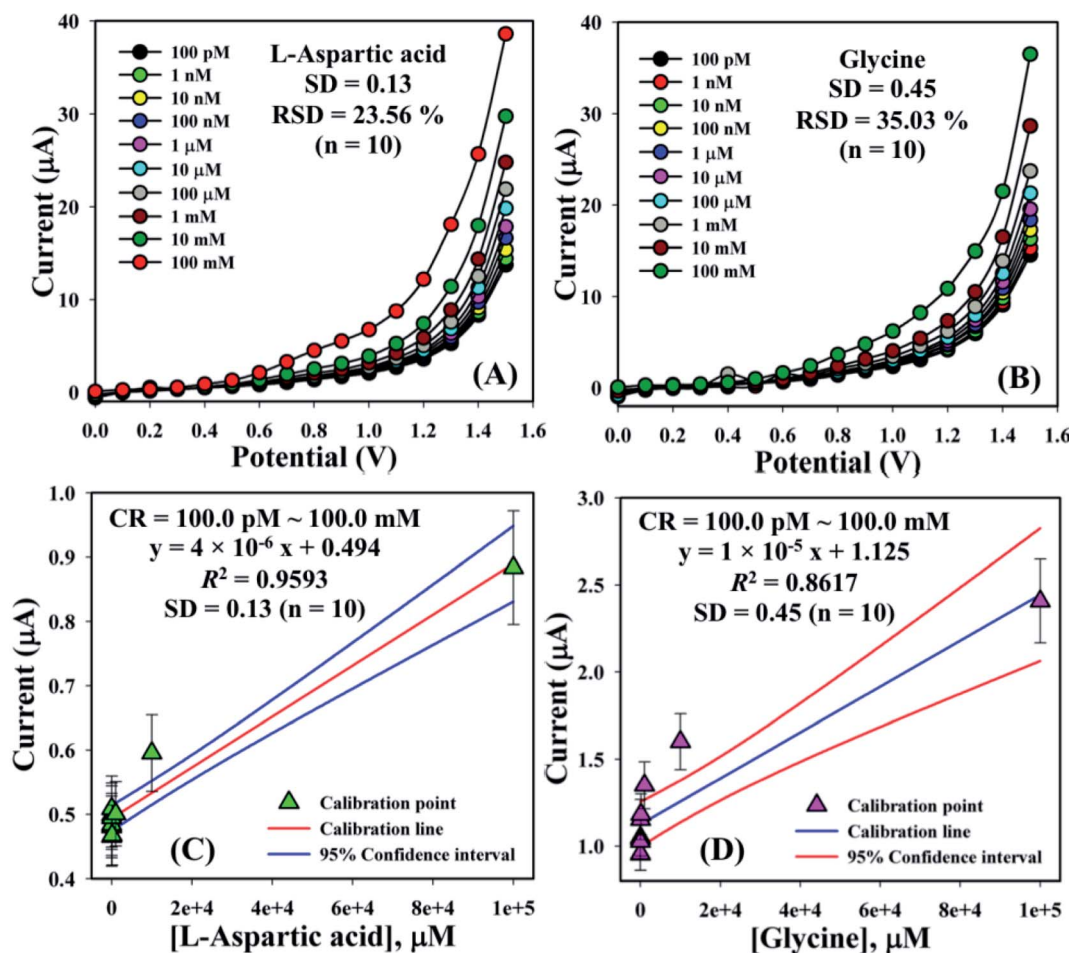 40
30
20
10
0
Current (μA)
100 pM
1 nM
10 nM
100 nM
1 μM
10 μM
100 μM
1 mM
10 mM
100 mM
L-Aspartic acid
SD = 0.13
RSD = 23.56 %
(n = 10)
(A)
0.0 0.2 0.4 0.6 0.8 1.0 1.2 1.4 1.6
Potential (V)
40
30
20
10
0
Current (μA)
100 pM
1 nM
10 nM
100 nM
1 μM
10 μM
100 μM
1 mM
10 mM
100 mM
Glycine
SD = 0.45
RSD = 35.03 %
(n = 10)
(B)
0.0 0.2 0.4 0.6 0.8 1.0 1.2 1.4 1.6
Potential (V)
1.0
0.9
0.8
0.7
0.6
0.5
0.4
Current (μA)
CR = 100.0 pM ~ 100.0 mM
y = 4 × 10⁻⁶ x + 0.494
R² = 0.9593
SD = 0.13 (n = 10)
Calibration point
Calibration line
95% Confidence interval
(C)
0 2e+4 4e+4 6e+4 8e+4 1e+5
[L-Aspartic acid], μM
3.0
2.5
2.0
1.5
1.0
Current (μA)
CR = 100.0 pM ~ 100.0 mM
y = 1 × 10⁻⁵ x + 1.125
R² = 0.8617
SD = 0.45 (n = 10)
Calibration point
Calibration line
95% Confidence interval
(D)
0 2e+4 4e+4 6e+4 8e+4 1e+5
[Glycine], μM